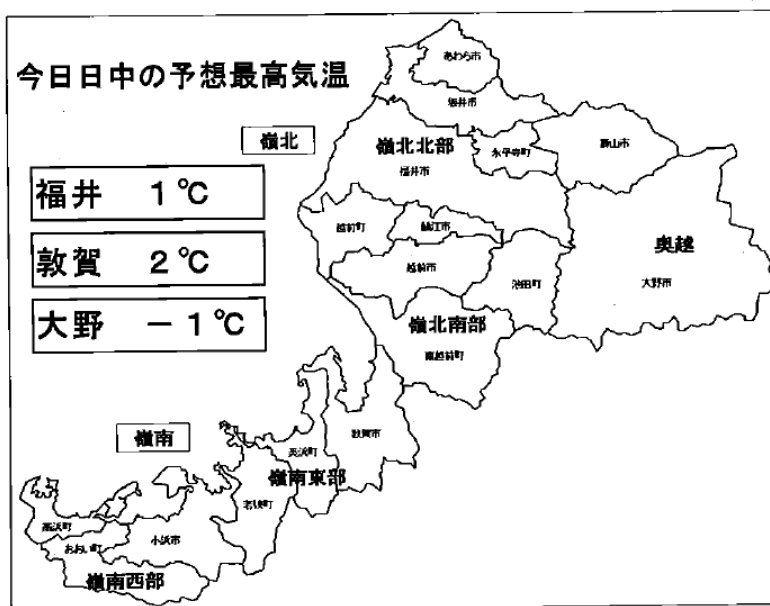 今日日中の予想最高気温
あわら市
坂井市
嶺北
嶺北北部
福井市
永平寺町
勝山市
福井 1℃
越前町
鯖江市
奥越
敦賀 2℃
越前市
池田町
大野市
大野 -1℃
嶺北南部
南越前町
嶺南
敦賀市
美浜町
嶺南東部
若狭町
高浜町
おおい町
小浜市
嶺南西部